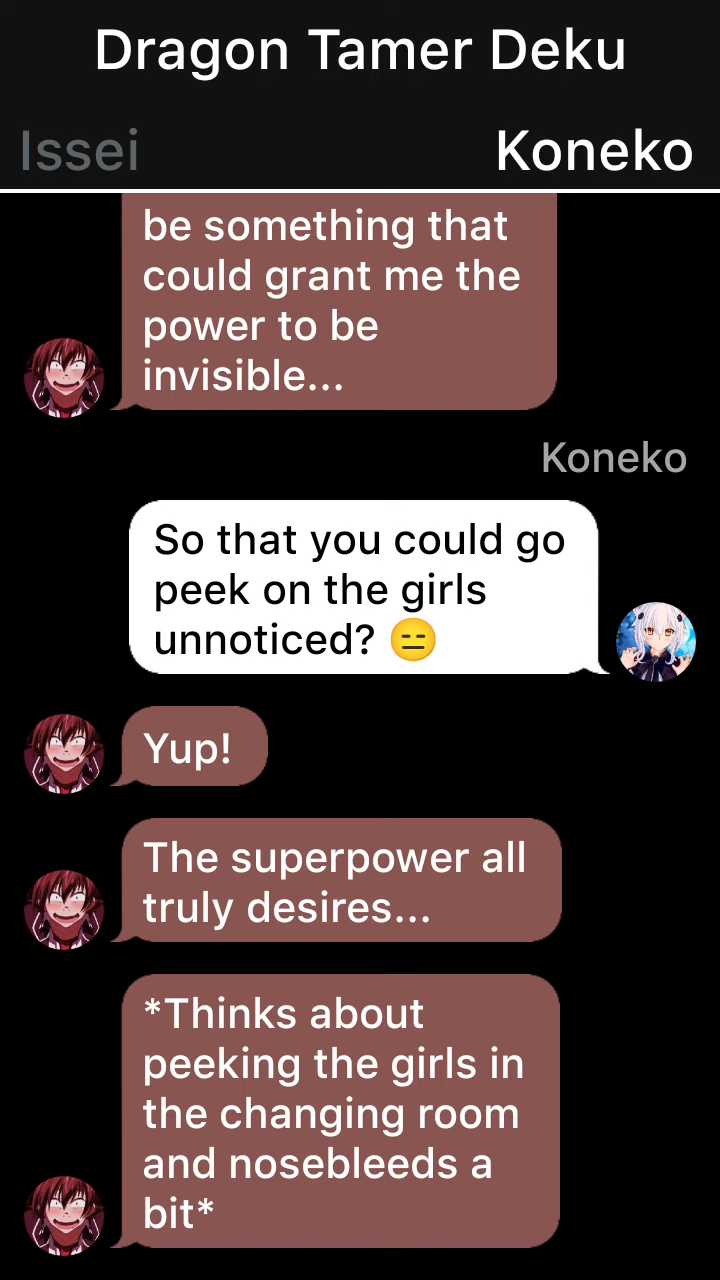 Dragon Tamer Deku
Issei
Koneko
be something that
could grant me the
power to be
invisible...
Koneko
So that you could go
peek on the girls
unnoticed? 😑
Yup!
The superpower all
truly desires...
*Thinks about
peeking the girls in
the changing room
and nosebleeds a
bit*